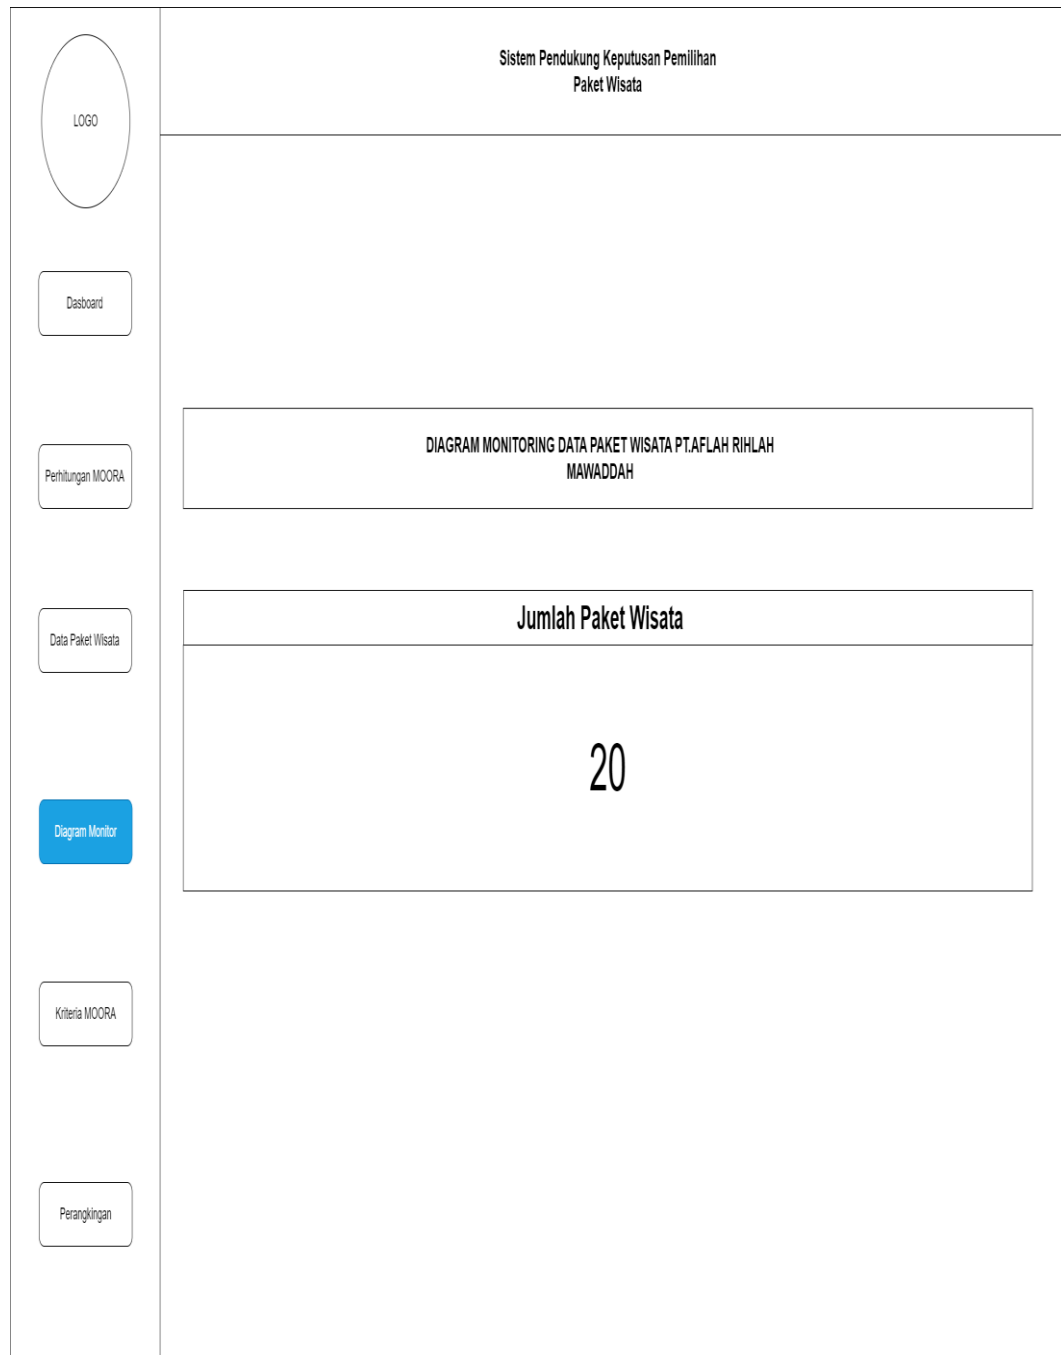 LOGO
Sistem Pendukung Keputusan Pemilihan
Paket Wisata
Dasboard
Perhitungan MOORA
Data Paket Wisata
Diagram Monitor
Kriteria MOORA
Perangkingan
DIAGRAM MONITORING DATA PAKET WISATA PT.AFLAH RIHLAH
MAWADDAH
Jumlah Paket Wisata
20